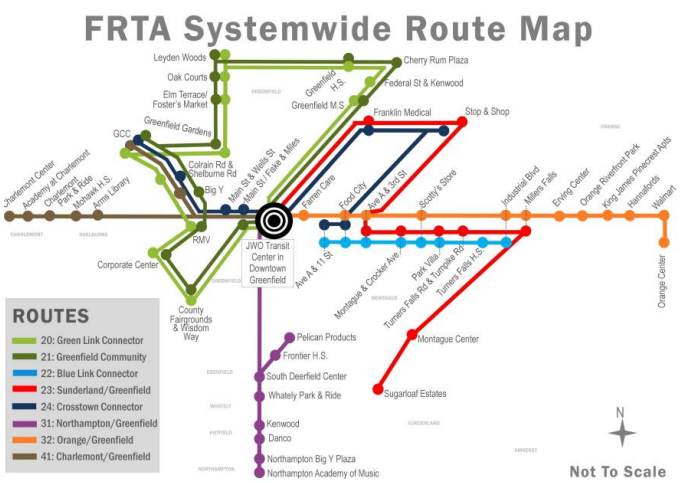 FRTA Systemwide Route Map
Leyden Woods
Oak Courts
Elm Terrace/
Foster's Market
Greenfield Gardens
GCC
GREENFIELD
Greenfield
H.S.
Cherry Rum Plaza
Federal St & Kenwood
Greenfield M.S.
Franklin Medical
Stop & Shop
ORANGE
Colrain Rd &
Shelburne Rd
Park & Ride
Big Y
Main St & Wells St
Main St / Fiske & Miles
Charlemont Center
Academy at Charlemont
Charlemont
Park & Ride
Mohawk H.S.
Arms Library
CHARLEMONT
SHELBURNE
RMV
Farren Care
Food City
Ave A & 3rd St
Scotty's Store
Industrial Blvd
Millers Falls
Erving Center
Orange Riverfront Park
King James Pinecrest Apts
Hannafords
Walmart
Orange Center
JWO Transit
Center in
Downtown
Greenfield
Corporate Center
GREENFIELD
County
Fairgrounds
& Wisdom
Way
Ave A & 11 St
Montague & Crocker Ave
Park Villa
Turners Falls Rd & Turnpike Rd
Turners Falls H.S.
MONTAGUE
Montague Center
Sugarloaf Estates
SUNDERLAND
AMHERST
Pelican Products
Frontier H.S.
South Deerfield Center
Whately Park & Ride
Kenwood
Danco
Northampton Big Y Plaza
Northampton Academy of Music
DEERFIELD
WHATELY
HATFIELD
NORTHAMPTON
ROUTES
20: Green Link Connector
21: Greenfield Community
22: Blue Link Connector
23: Sunderland/Greenfield
24: Crosstown Connector
31: Northampton/Greenfield
32: Orange/Greenfield
41: Charlemont/Greenfield
N
Not To Scale